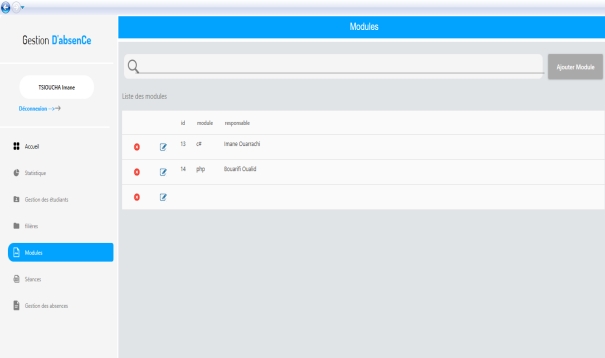 Modules
Gestion D'absenCe
TSIOUCHA Imane
Déconnexion -->
Accueil
Statistique
Gestion des étudiants
Filières
Modules
Séances
Gestion des absences
Ajouter Module
Liste des modules
id module responsable
13 c# Imane Ouarrachi
14 php Bouarifi Oualid